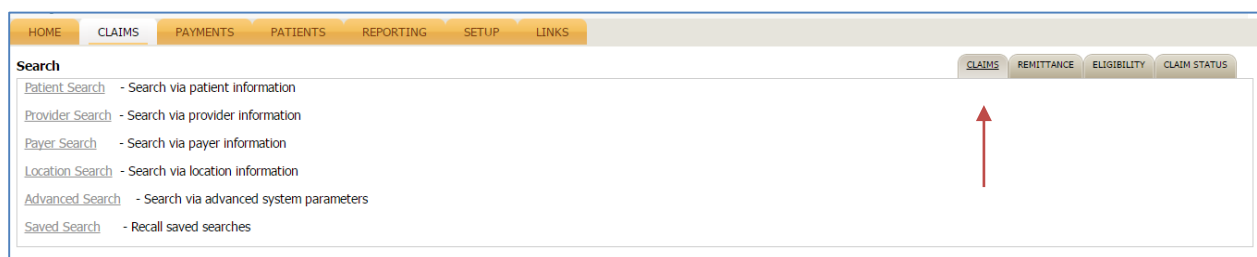 HOME CLAIMS PAYMENTS PATIENTS REPORTING SETUP LINKS
Search CLAIMS REMITTANCE ELIGIBILITY CLAIM STATUS
Patient Search - Search via patient information
Provider Search - Search via provider information
Payer Search - Search via payer information
Location Search - Search via location information
Advanced Search - Search via advanced system parameters
Saved Search - Recall saved searches